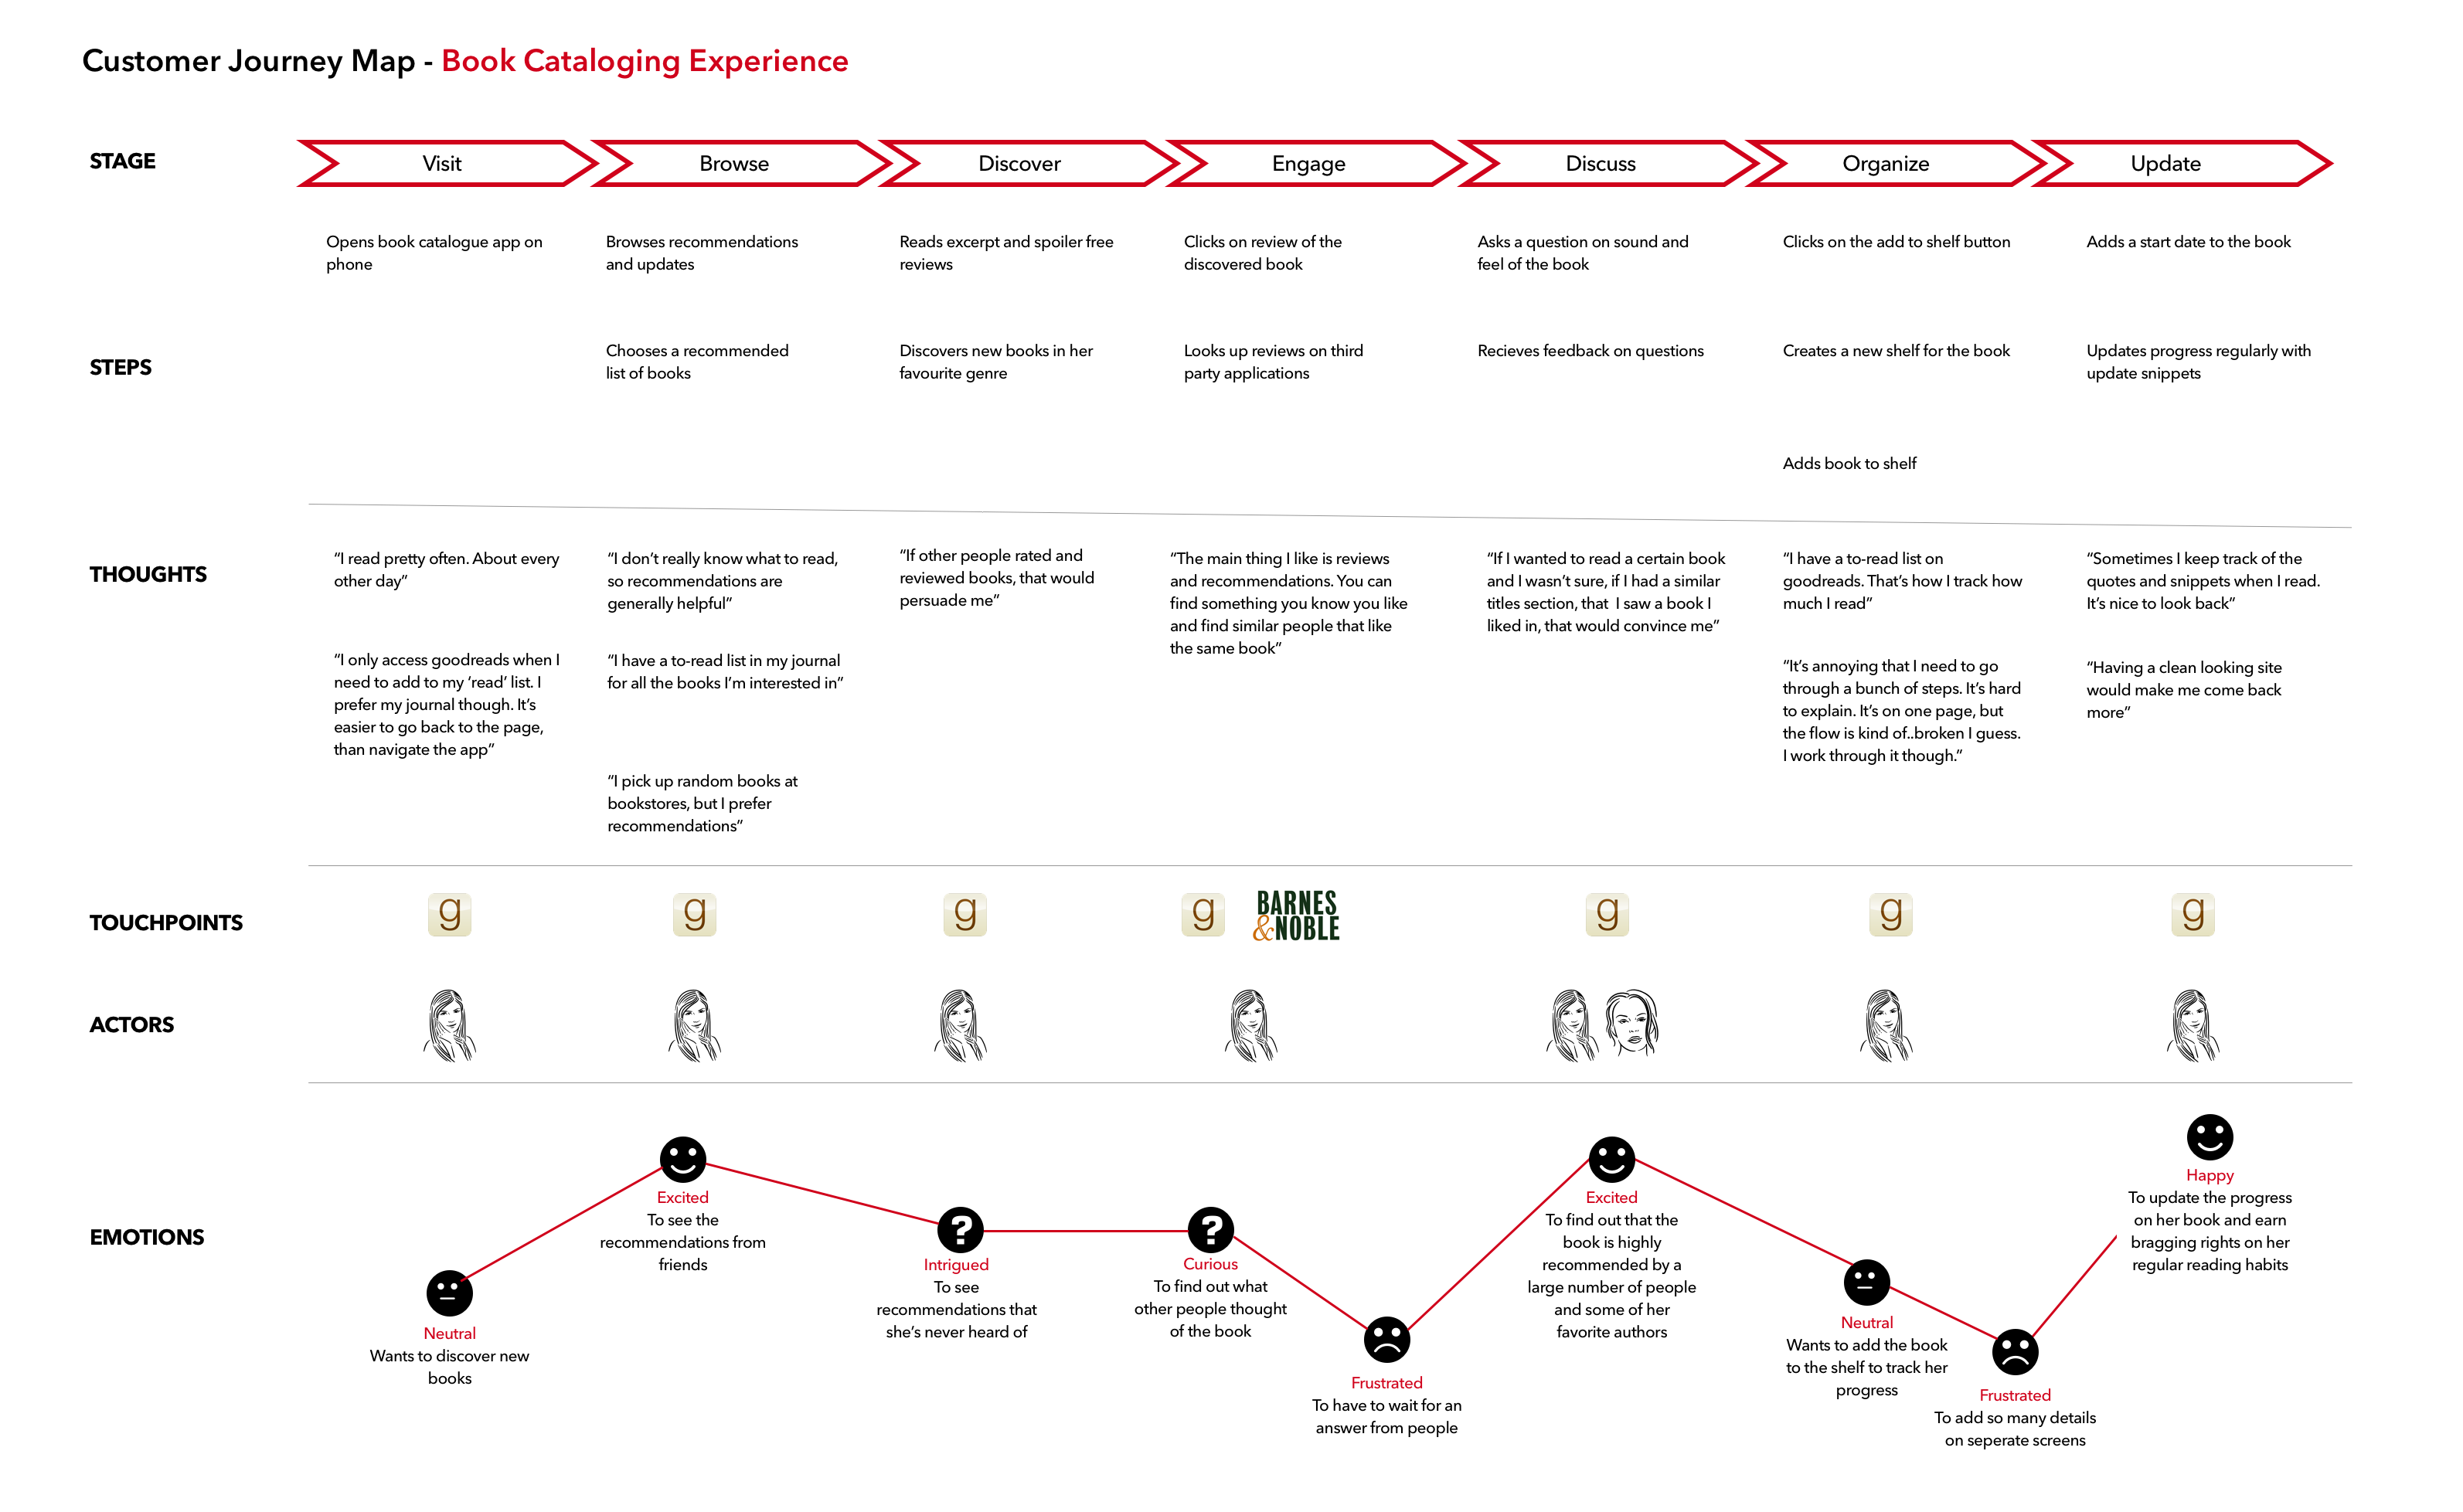 Customer Journey Map - Book Cataloging Experience
STAGE
Visit
Browse
Discover
Engage
Discuss
Organize
Update
STEPS
Opens book catalogue app on
phone
Browses recommendations
and updates
Reads excerpt and spoiler free
reviews
Clicks on review of the
discovered book
Asks a question on sound and
feel of the book
Clicks on the add to shelf button
Adds a start date to the book
Chooses a recommended
list of books
Discovers new books in her
favourite genre
Looks up reviews on third
party applications
Recieves feedback on questions
Creates a new shelf for the book
Updates progress regularly with
update snippets
Adds book to shelf
THOUGHTS
“I read pretty often. About every
other day”
“I only access goodreads when I
need to add to my ‘read’ list. I
prefer my journal though. It’s
easier to go back to the page,
than navigate the app”
“I don’t really know what to read,
so recommendations are
generally helpful”
“I have a to-read list in my journal
for all the books I’m interested in”
“I pick up random books at
bookstores, but I prefer
recommendations”
“If other people rated and
reviewed books, that would
persuade me”
“The main thing I like is reviews
and recommendations. You can
find something you know you like
and find similar people that like
the same book”
“If I wanted to read a certain book
and I wasn’t sure, if I had a similar
titles section, that I saw a book I
liked in, that would convince me”
“I have a to-read list on
goodreads. That’s how I track how
much I read”
“It’s annoying that I need to go
through a bunch of steps. It’s hard
to explain. It’s on one page, but
the flow is kind of..broken I guess.
I work through it though.”
“Sometimes I keep track of the
quotes and snippets when I read.
It’s nice to look back”
“Having a clean looking site
would make me come back
more”
TOUCHPOINTS
g
g
g
g
BARNES
&NOBLE
g
g
g
ACTORS
EMOTIONS
Neutral
Wants to discover new
books
Excited
To see the
recommendations from
friends
?
Intrigued
To see
recommendations that
she’s never heard of
?
Curious
To find out what
other people thought
of the book
Frustrated
To have to wait for an
answer from people
Excited
To find out that the
book is highly
recommended by a
large number of people
and some of her
favorite authors
Neutral
Wants to add the book
to the shelf to track her
progress
Frustrated
To add so many details
on seperate screens
Happy
To update the progress
on her book and earn
bragging rights on her
regular reading habits